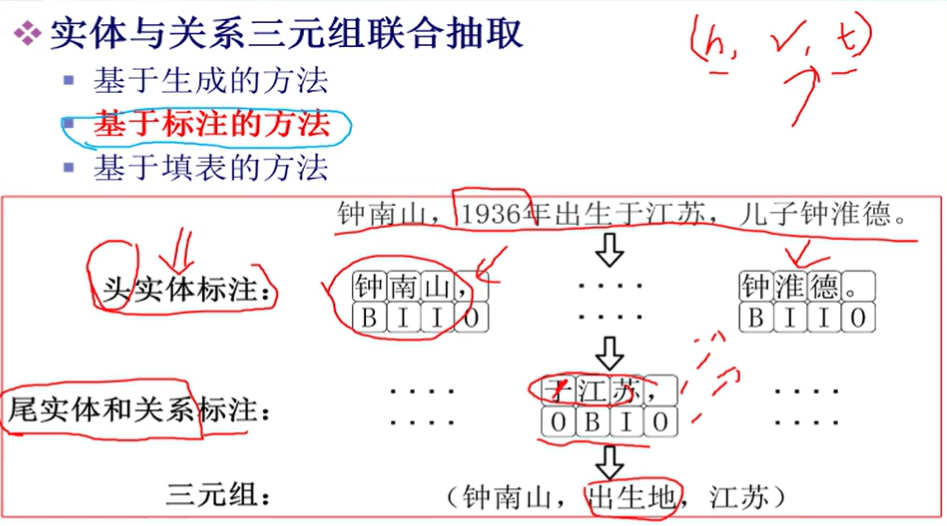 实体与关系三元组联合抽取
(h, r, t)
基于生成的方法
基于标注的方法
基于填表的方法
钟南山，1936年出生于江苏，儿子钟淮德。
头实体标注： 钟南山， ···· 钟淮德。
B I I O ···· B I I O
···· 于江苏， ····
尾实体和关系标注： ···· O B I O ····
三元组： （钟南山，出生地，江苏）